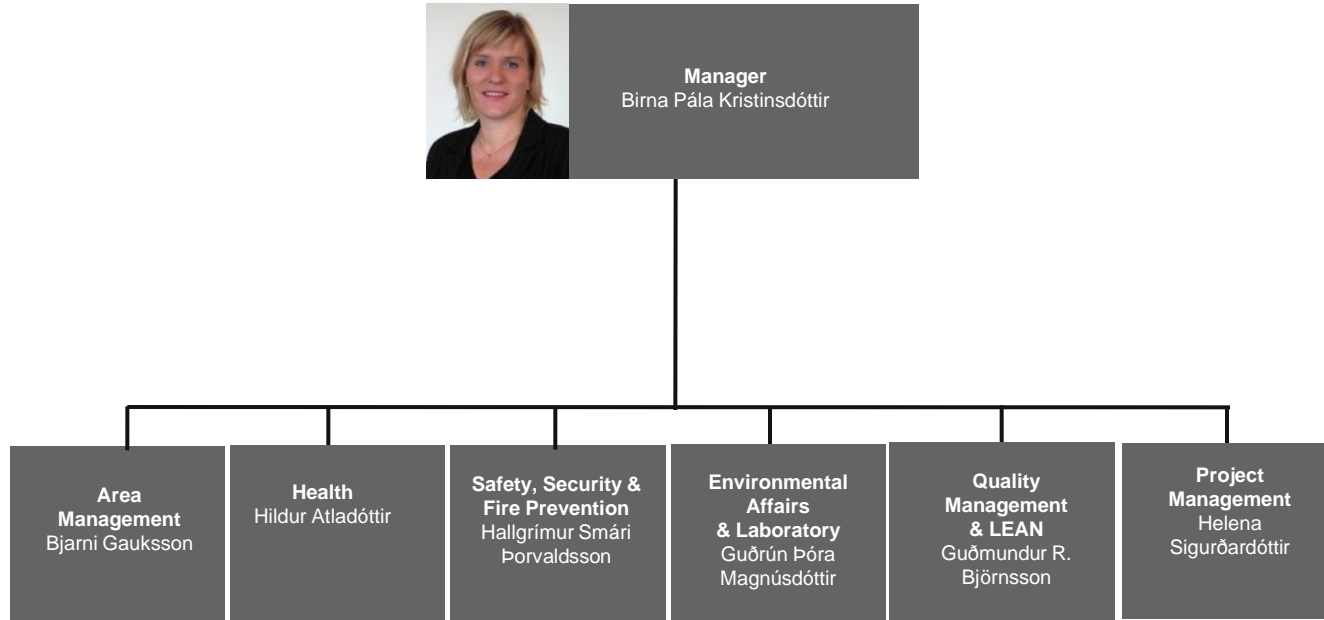 Manager
Birna Pála Kristinsdóttir
Area
Management
Bjarni Gauksson
Health
Hildur Atladóttir
Safety, Security &
Fire Prevention
Hallgrímur Smári
Þorvaldsson
Environmental
Affairs
& Laboratory
Guðrún Þóra
Magnúsdóttir
Quality
Management
& LEAN
Guðmundur R.
Björnsson
Project
Management
Helena
Sigurðardóttir